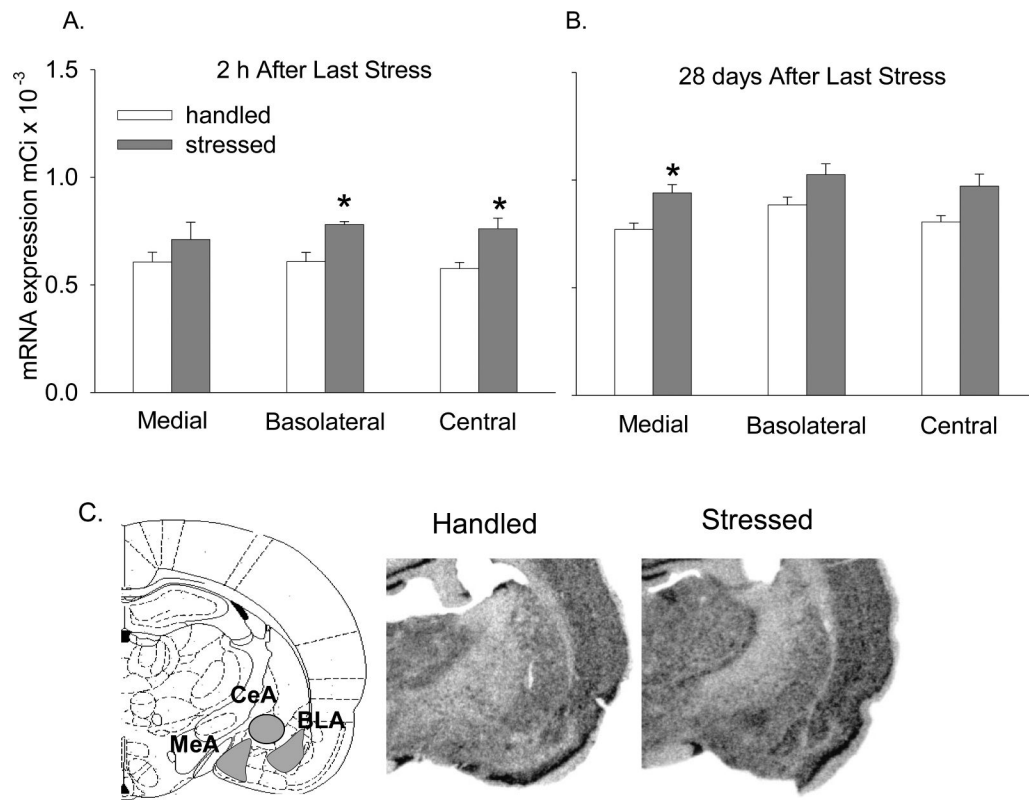 A.
2 h After Last Stress
mRNA expression mCi x 10⁻³
1.5
1.0
0.5
0.0
handled
stressed
*
*
Medial
Basolateral
Central
B.
28 days After Last Stress
*
Medial
Basolateral
Central
C.
Handled
Stressed
CeA
BLA
MeA